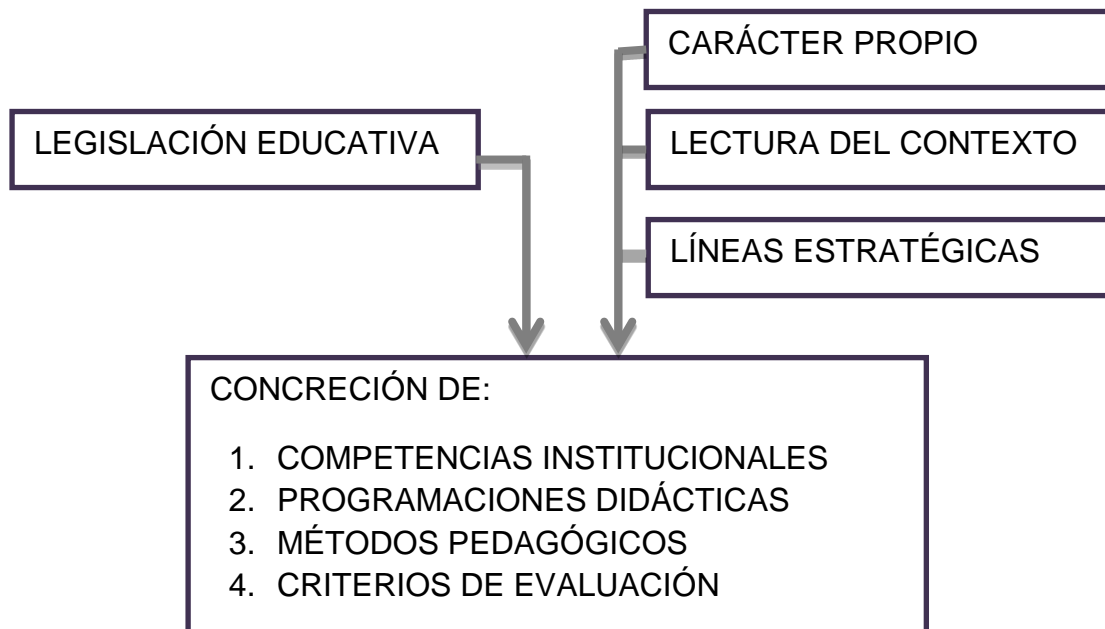 CARÁCTER PROPIO
LEGISLACIÓN EDUCATIVA
LECTURA DEL CONTEXTO
LÍNEAS ESTRATÉGICAS
CONCRECIÓN DE:
1. COMPETENCIAS INSTITUCIONALES
2. PROGRAMACIONES DIDÁCTICAS
3. MÉTODOS PEDAGÓGICOS
4. CRITERIOS DE EVALUACIÓN